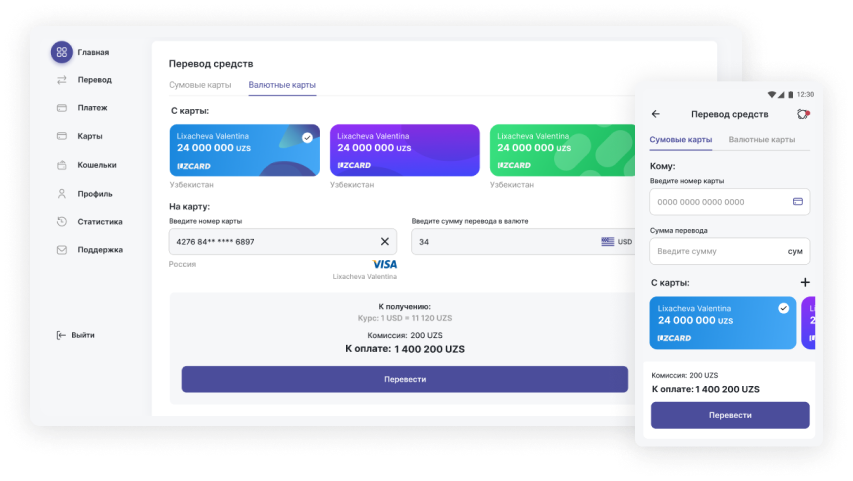 Главная
Перевод
Платеж
Карты
Кошельки
Профиль
Статистика
Поддержка
Выйти
Перевод средств
Сумовые карты Валютные карты
С карты:
Lixacheva Valentina
24 000 000 UZS
UZCARD
Узбекистан
Lixacheva Valentina
24 000 000 UZS
UZCARD
Узбекистан
Lixacheva Valentina
24 000 000 UZS
UZCARD
Узбекистан
На карту:
Введите номер карты
4276 84** **** 6897
Россия
VISA
Lixacheva Valentina
Введите сумму перевода в валюте
34 USD
К получению:
Курс: 1 USD = 11 120 UZS
Комиссия: 200 UZS
К оплате: 1 400 200 UZS
Перевести
12:30
Перевод средств
Сумовые карты Валютные карты
Кому:
Введите номер карты
0000 0000 0000 0000
Сумма перевода
Введите сумму сум
С карты:
Lixacheva Valentina
24 000 000 UZS
UZCARD
Комиссия: 200 UZS
К оплате: 1 400 200 UZS
Перевести